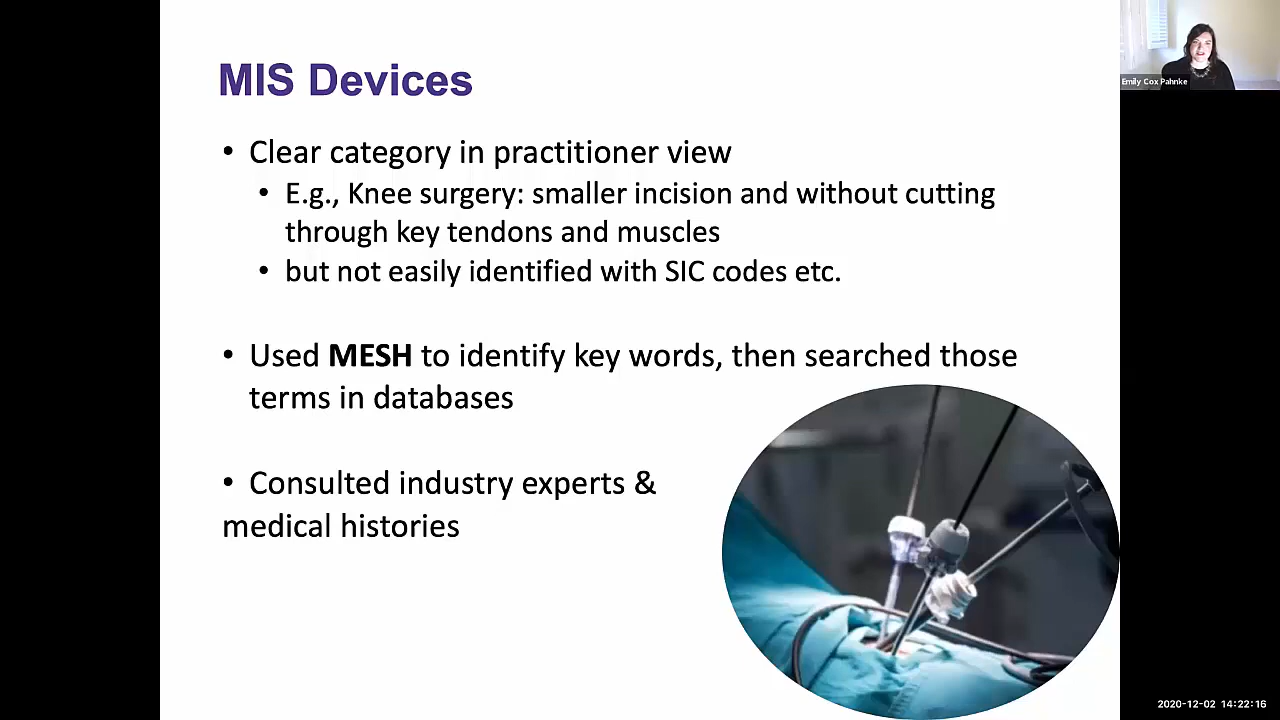 MIS Devices
• Clear category in practitioner view
• E.g., Knee surgery: smaller incision and without cutting
through key tendons and muscles
• but not easily identified with SIC codes etc.
• Used MESH to identify key words, then searched those
terms in databases
• Consulted industry experts &
medical histories
Emily Cox Pahnke
2020-12-02 14:22:16